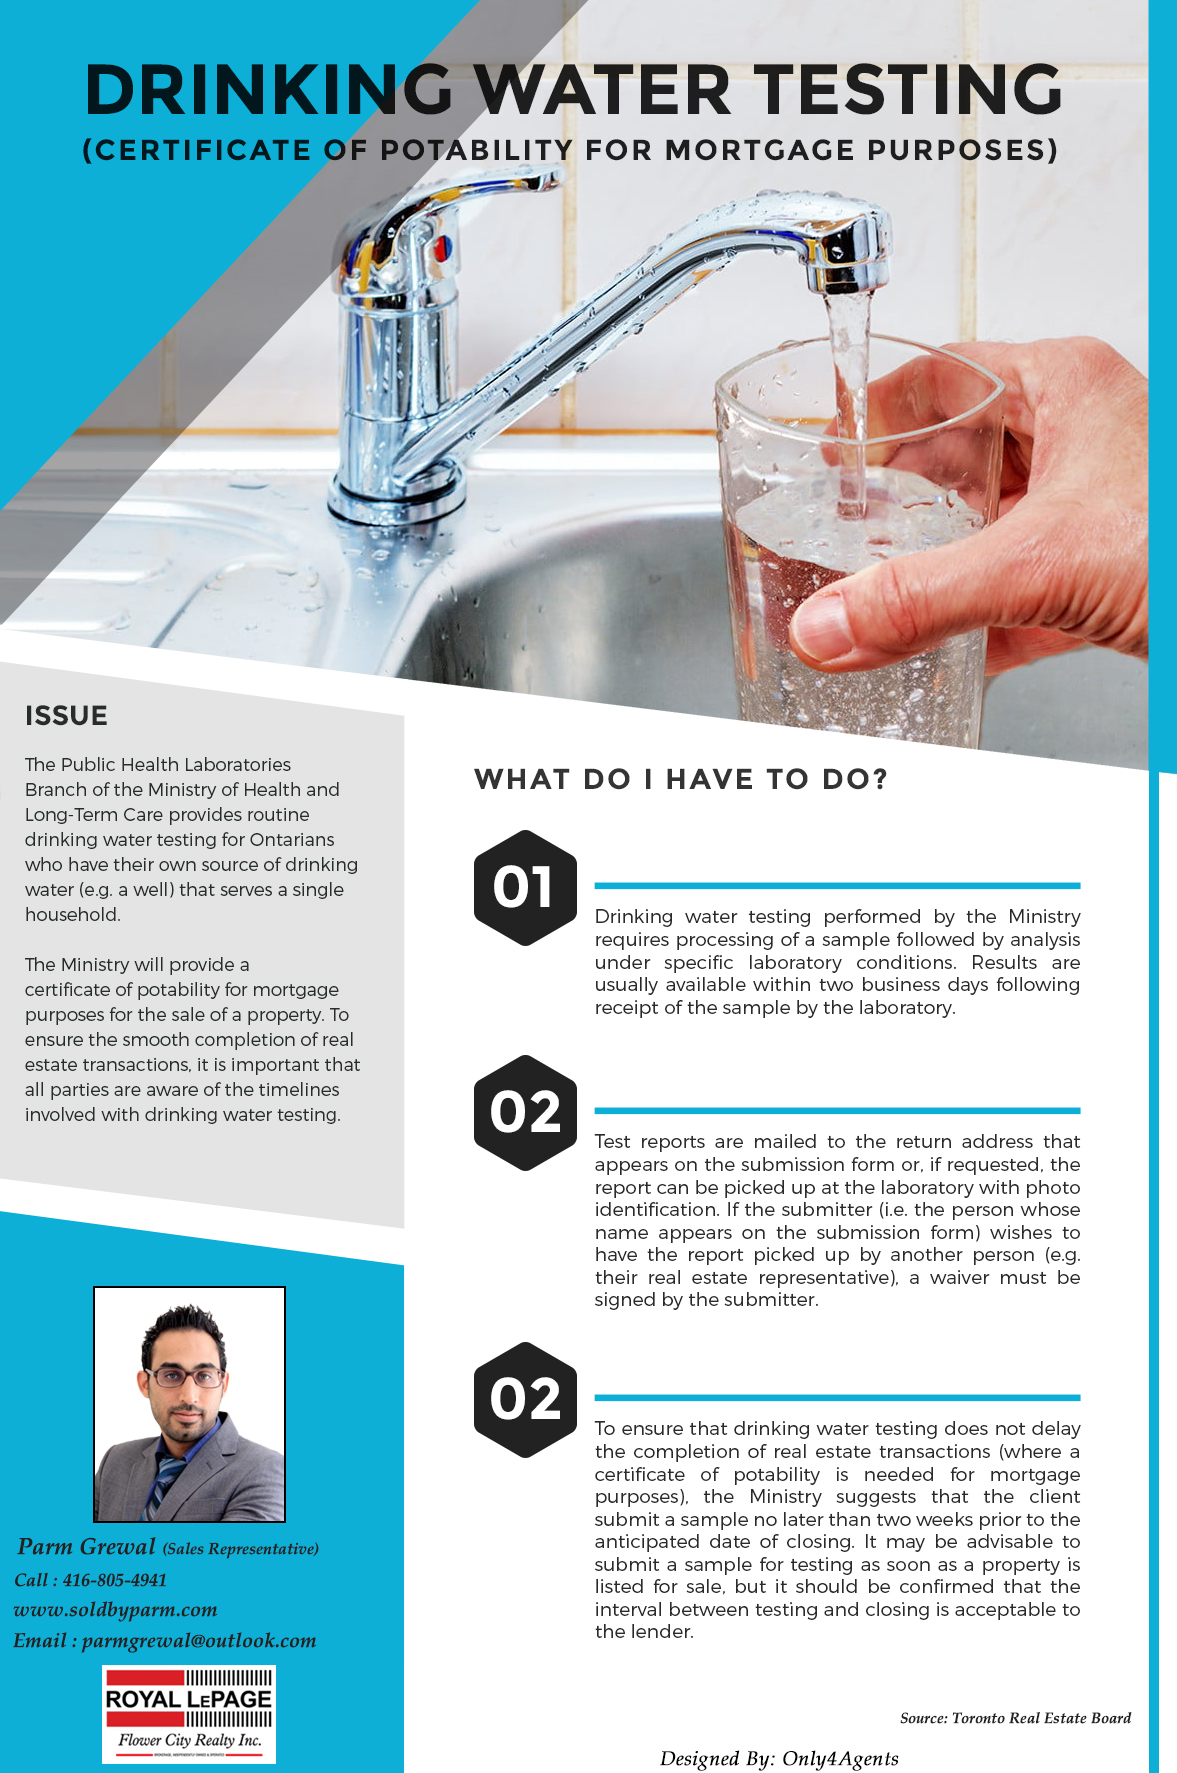 DRINKING WATER TESTING
(CERTIFICATE OF POTABILITY FOR MORTGAGE PURPOSES)
ISSUE
The Public Health Laboratories
Branch of the Ministry of Health and
Long-Term Care provides routine
drinking water testing for Ontarians
who have their own source of drinking
water (e.g. a well) that serves a single
household.
The Ministry will provide a
certificate of potability for mortgage
purposes for the sale of a property. To
ensure the smooth completion of real
estate transactions, it is important that
all parties are aware of the timelines
involved with drinking water testing.
WHAT DO I HAVE TO DO?
01
Drinking water testing performed by the Ministry
requires processing of a sample followed by analysis
under specific laboratory conditions. Results are
usually available within two business days following
receipt of the sample by the laboratory.
02
Test reports are mailed to the return address that
appears on the submission form or, if requested, the
report can be picked up at the laboratory with photo
identification. If the submitter (i.e. the person whose
name appears on the submission form) wishes to
have the report picked up by another person (e.g.
their real estate representative), a waiver must be
signed by the submitter.
02
To ensure that drinking water testing does not delay
the completion of real estate transactions (where a
certificate of potability is needed for mortgage
purposes), the Ministry suggests that the client
submit a sample no later than two weeks prior to the
anticipated date of closing. It may be advisable to
submit a sample for testing as soon as a property is
listed for sale, but it should be confirmed that the
interval between testing and closing is acceptable to
the lender.
Parm Grewal (Sales Representative)
Call : 416-805-4941
www.soldbyparm.com
Email : parmgrewal@outlook.com
ROYAL LEPAGE
Flower City Realty Inc.
BROKERAGE, INDEPENDENTLY OWNED & OPERATED
Source: Toronto Real Estate Board
Designed By: Only4Agents